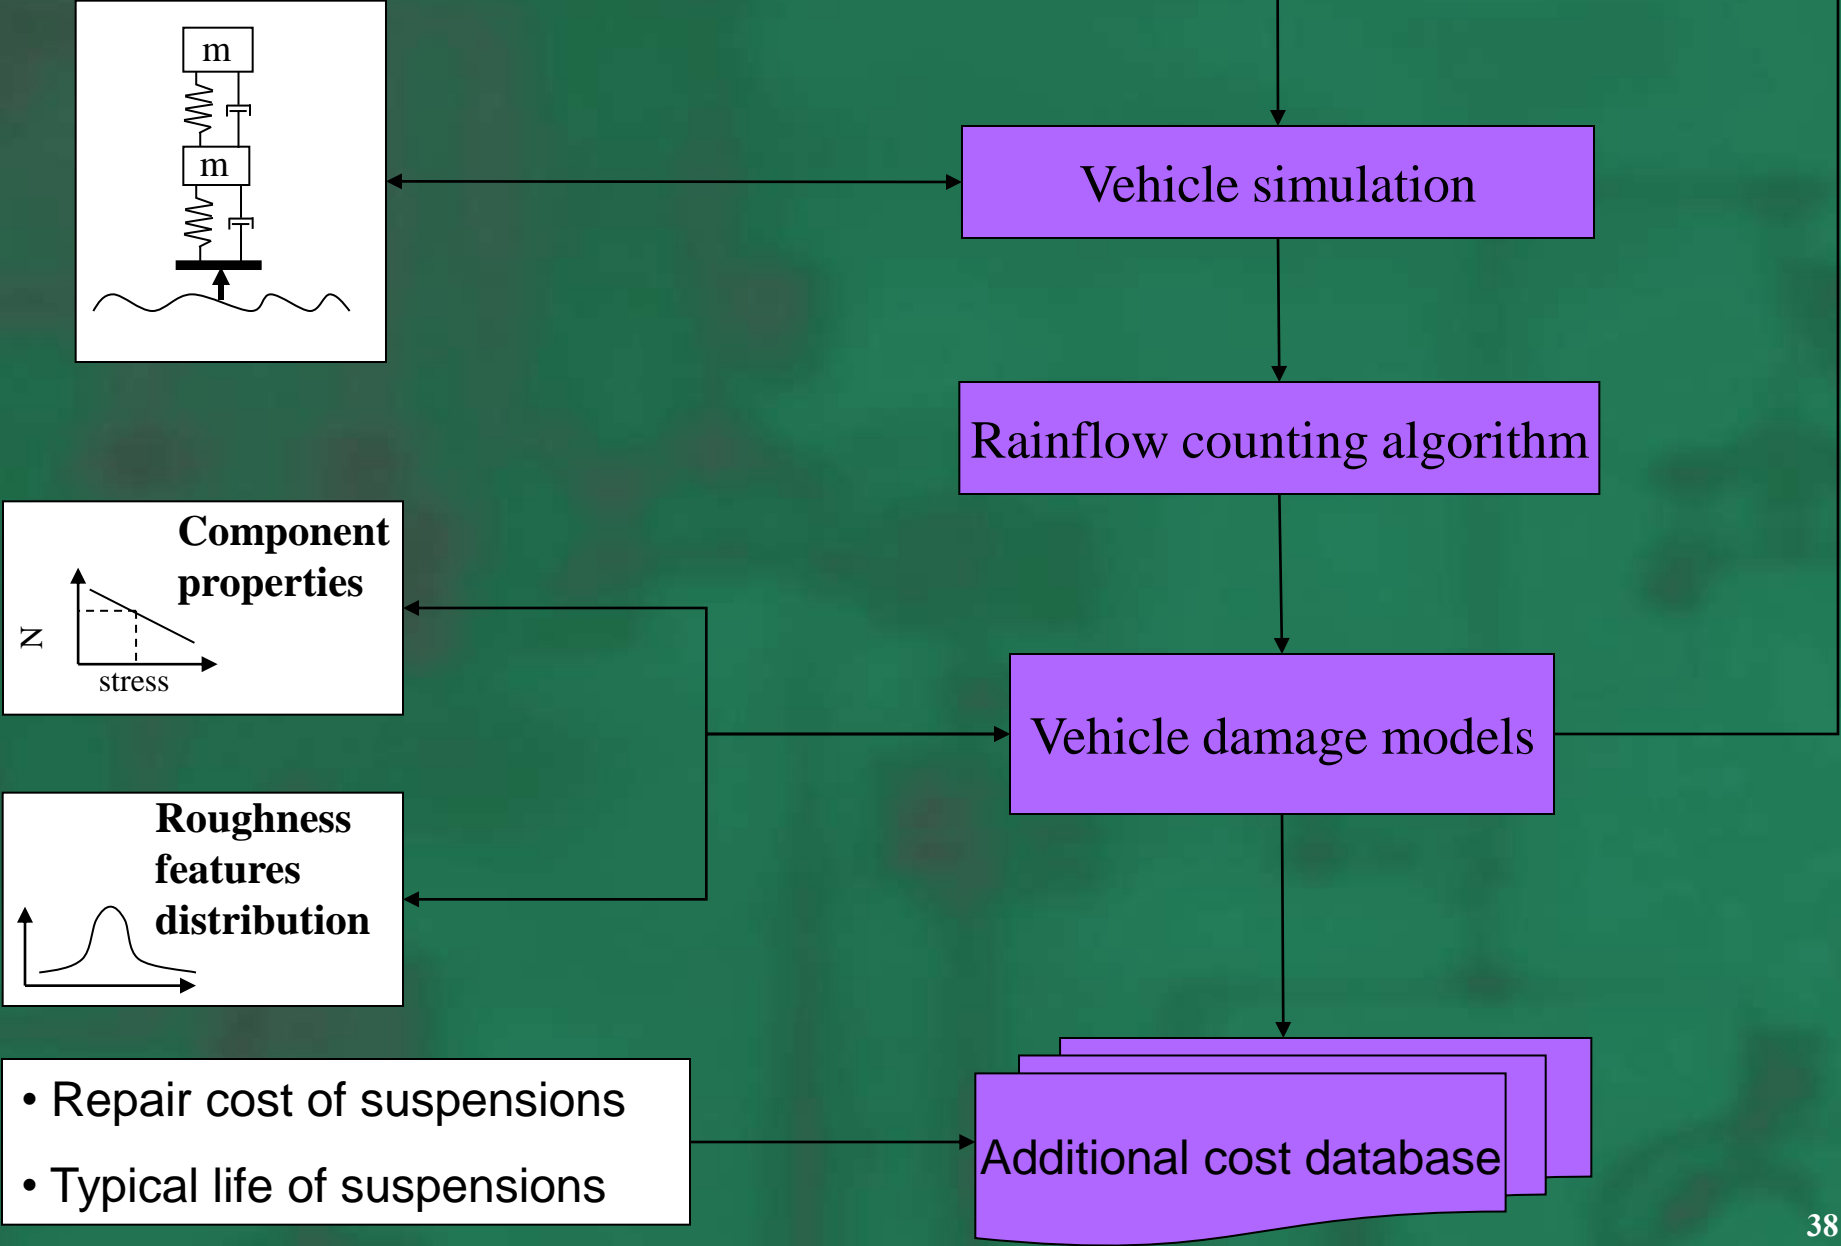 m
m
Vehicle simulation
Rainflow counting algorithm
Component
properties
N
stress
Vehicle damage models
Roughness
features
distribution
• Repair cost of suspensions
• Typical life of suspensions
Additional cost database
38